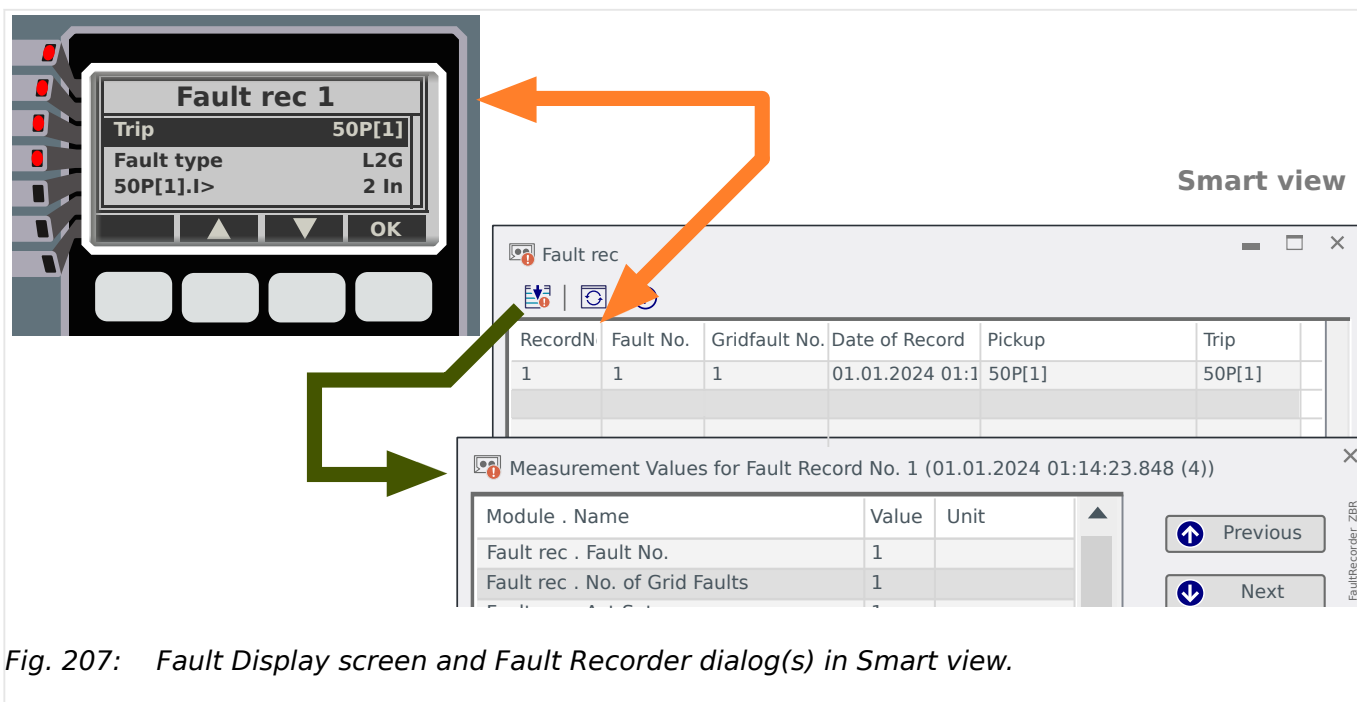 Fault rec 1
Trip 50P[1]
Fault type L2G
50P[1].I> 2 In
OK
Smart view
Fault rec
RecordN Fault No. Gridfault No. Date of Record Pickup Trip
1 1 1 01.01.2024 01:1 50P[1] 50P[1]
Measurement Values for Fault Record No. 1 (01.01.2024 01:14:23.848 (4))
Module . Name Value Unit
Fault rec . Fault No. 1
Fault rec . No. of Grid Faults 1
Previous
Next
FaultRecorder_ZBR
Fig. 207: Fault Display screen and Fault Recorder dialog(s) in Smart view.